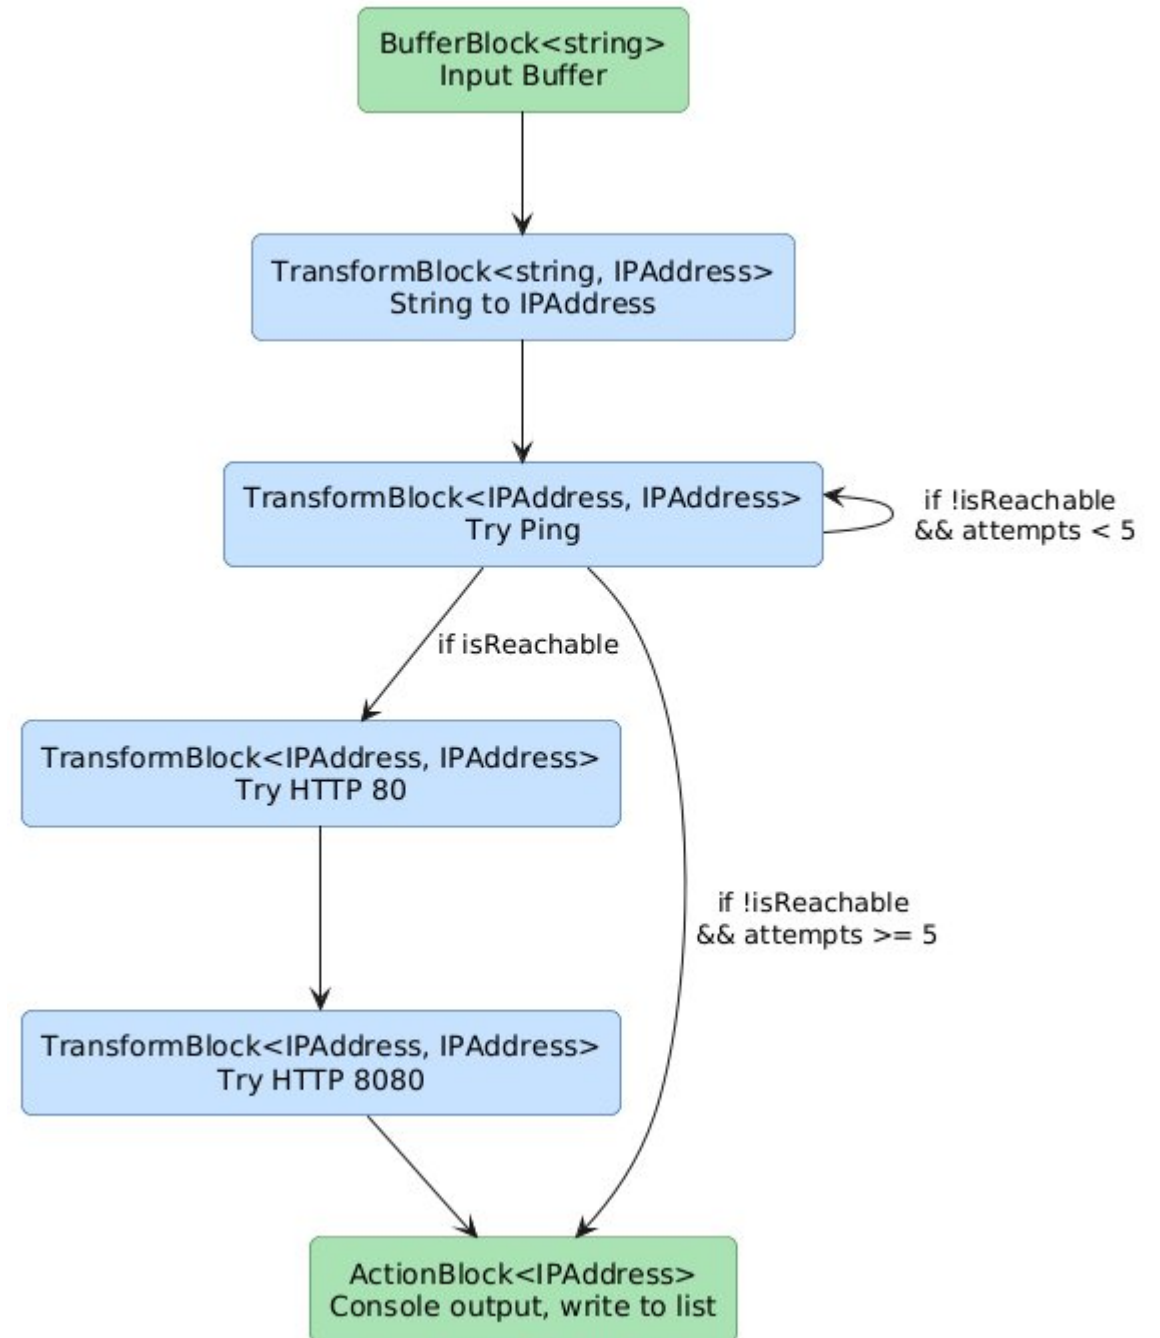 BufferBlock<string>
Input Buffer
TransformBlock<string, IPAddress>
String to IPAddress
TransformBlock<IPAddress, IPAddress>
Try Ping
if !isReachable
&& attempts < 5
if isReachable
TransformBlock<IPAddress, IPAddress>
Try HTTP 80
if !isReachable
&& attempts >= 5
TransformBlock<IPAddress, IPAddress>
Try HTTP 8080
ActionBlock<IPAddress>
Console output, write to list